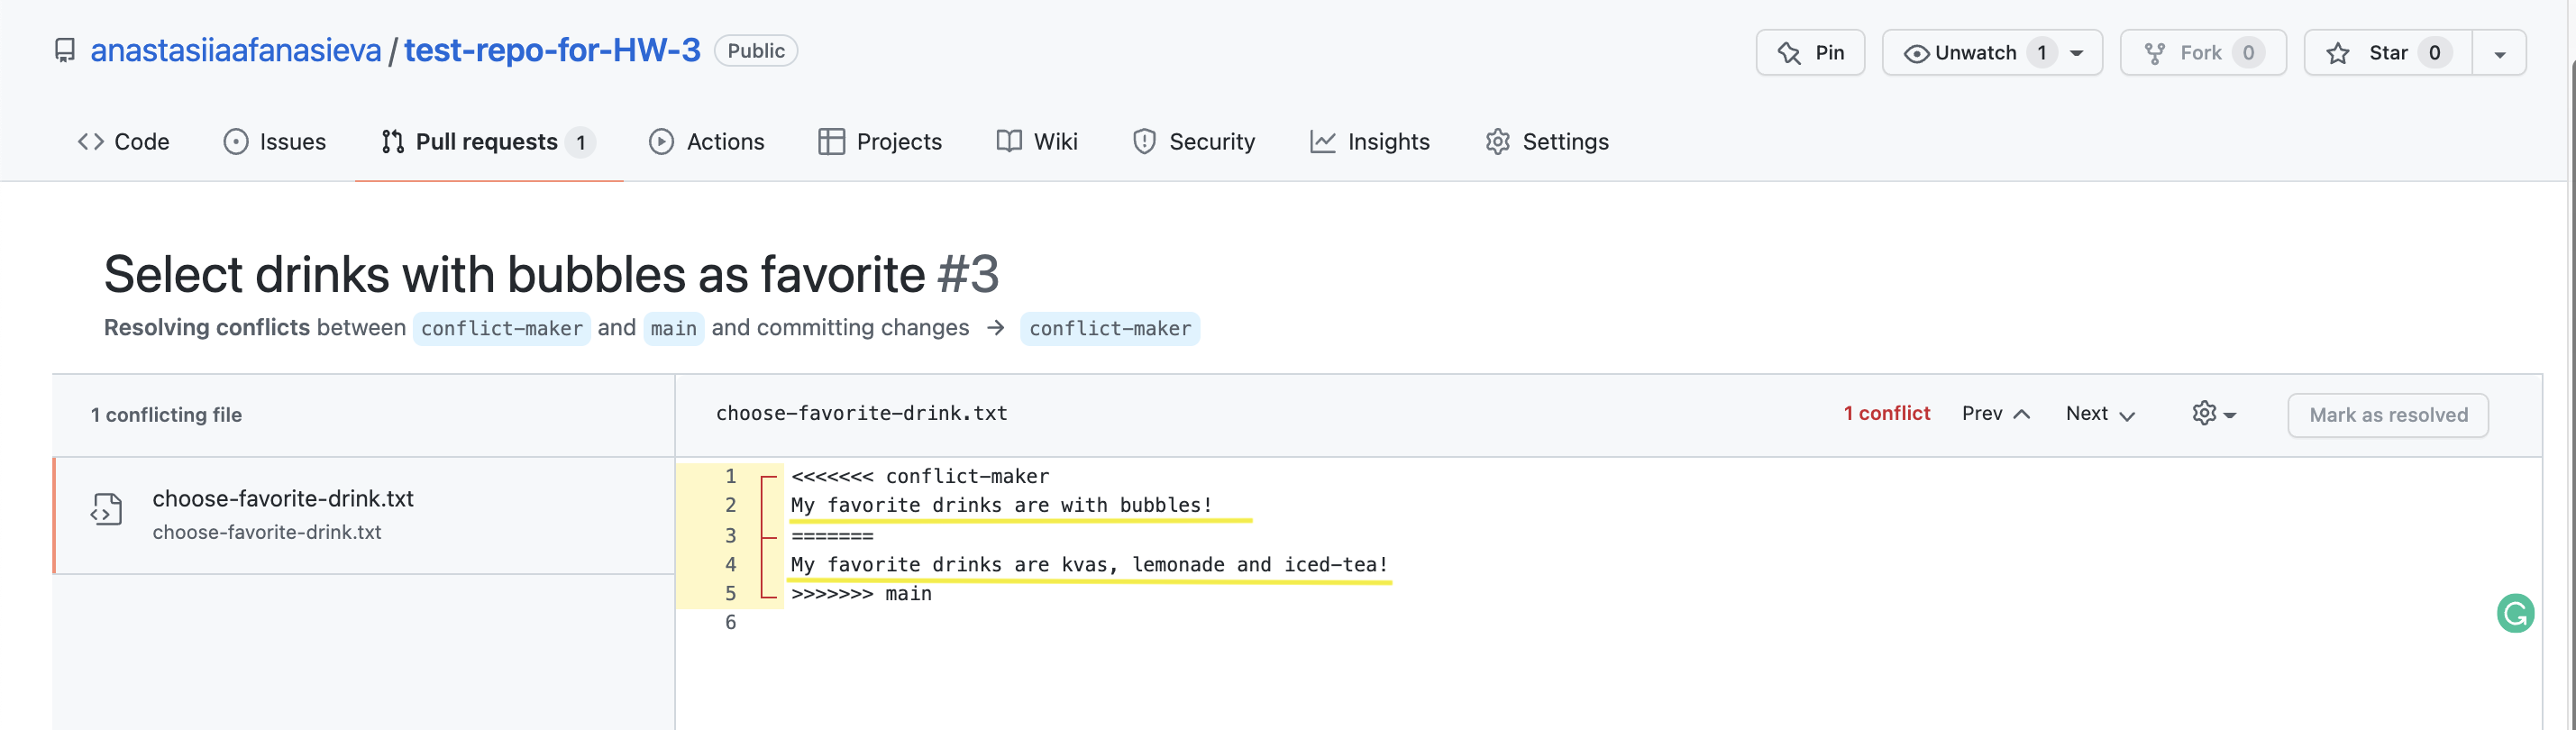 anastasiiaafanasieva / test-repo-for-HW-3 Public Pin Unwatch 1 Fork 0 Star 0
Code Issues Pull requests 1 Actions Projects Wiki Security Insights Settings
Select drinks with bubbles as favorite #3
Resolving conflicts between conflict-maker and main and committing changes → conflict-maker
1 conflicting file
choose-favorite-drink.txt 1 conflict Prev Next Mark as resolved
choose-favorite-drink.txt
choose-favorite-drink.txt
1 <<<<<<< conflict-maker
2 My favorite drinks are with bubbles!
3 =======
4 My favorite drinks are kvas, lemonade and iced-tea!
5 >>>>>>> main
6